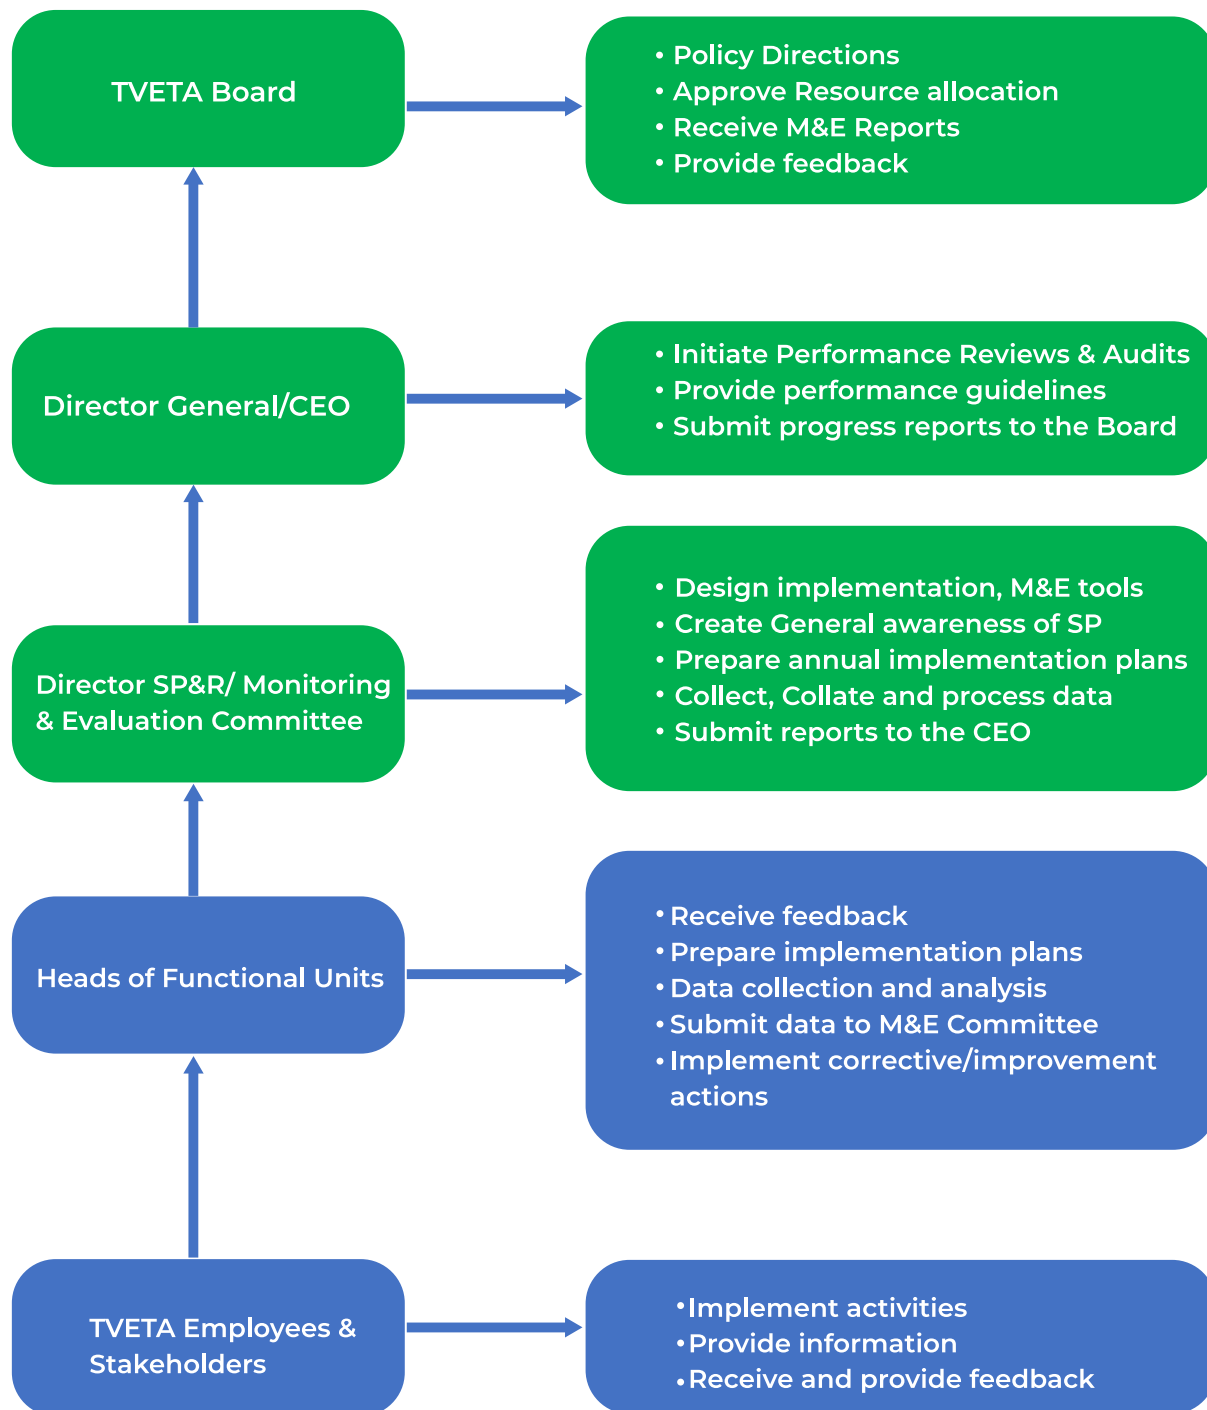 TVETA Board
• Policy Directions
• Approve Resource allocation
• Receive M&E Reports
• Provide feedback
Director General/CEO
• Initiate Performance Reviews & Audits
• Provide performance guidelines
• Submit progress reports to the Board
Director SP&R/ Monitoring
& Evaluation Committee
• Design implementation, M&E tools
• Create General awareness of SP
• Prepare annual implementation plans
• Collect, Collate and process data
• Submit reports to the CEO
Heads of Functional Units
• Receive feedback
• Prepare implementation plans
• Data collection and analysis
• Submit data to M&E Committee
• Implement corrective/improvement
actions
TVETA Employees &
Stakeholders
• Implement activities
• Provide information
• Receive and provide feedback